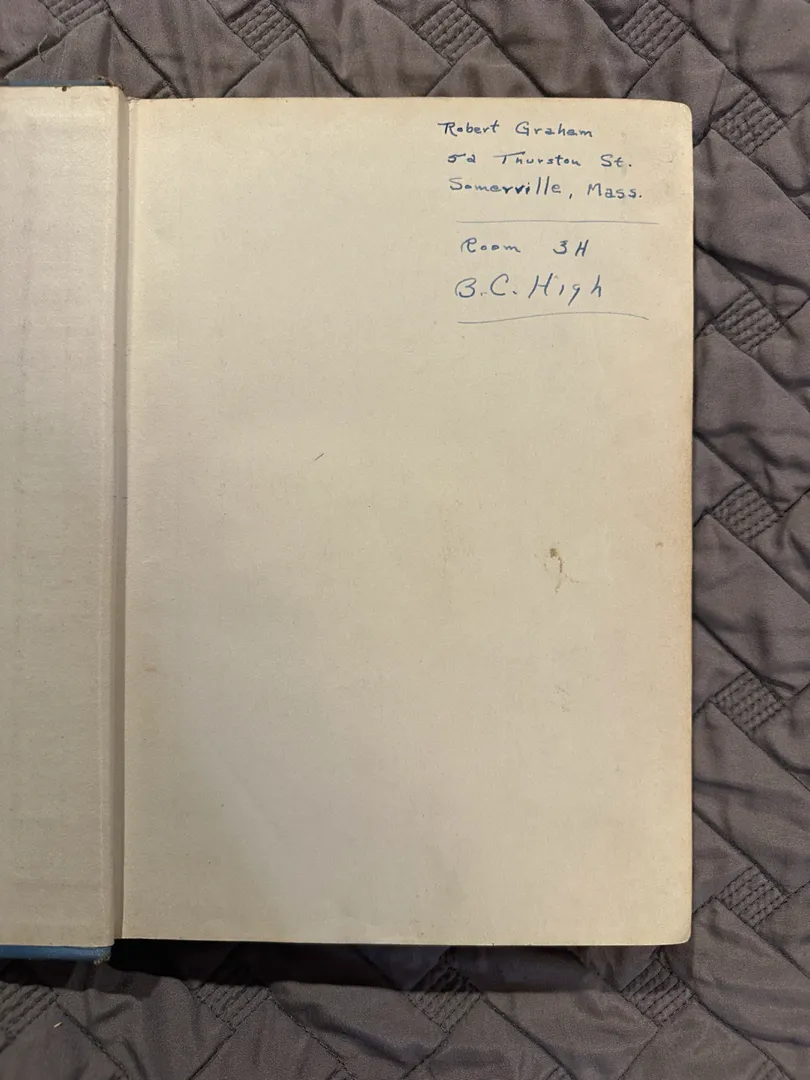 Robert Graham
52 Thurston St.
Somerville, Mass.
Room 3H
B.C. High